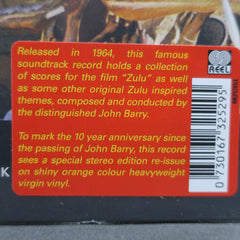 Released in 1964, this famous
soundtrack record holds a collection
of scores for the film "Zulu" as well
as some other original Zulu inspired
themes, composed and conducted by
the distinguished John Barry.
To mark the 10 year anniversary since
the passing of John Barry, this record
sees a special stereo edition re-issue
on shiny orange colour heavyweight
virgin vinyl.
REEL
0 730167 325295
K